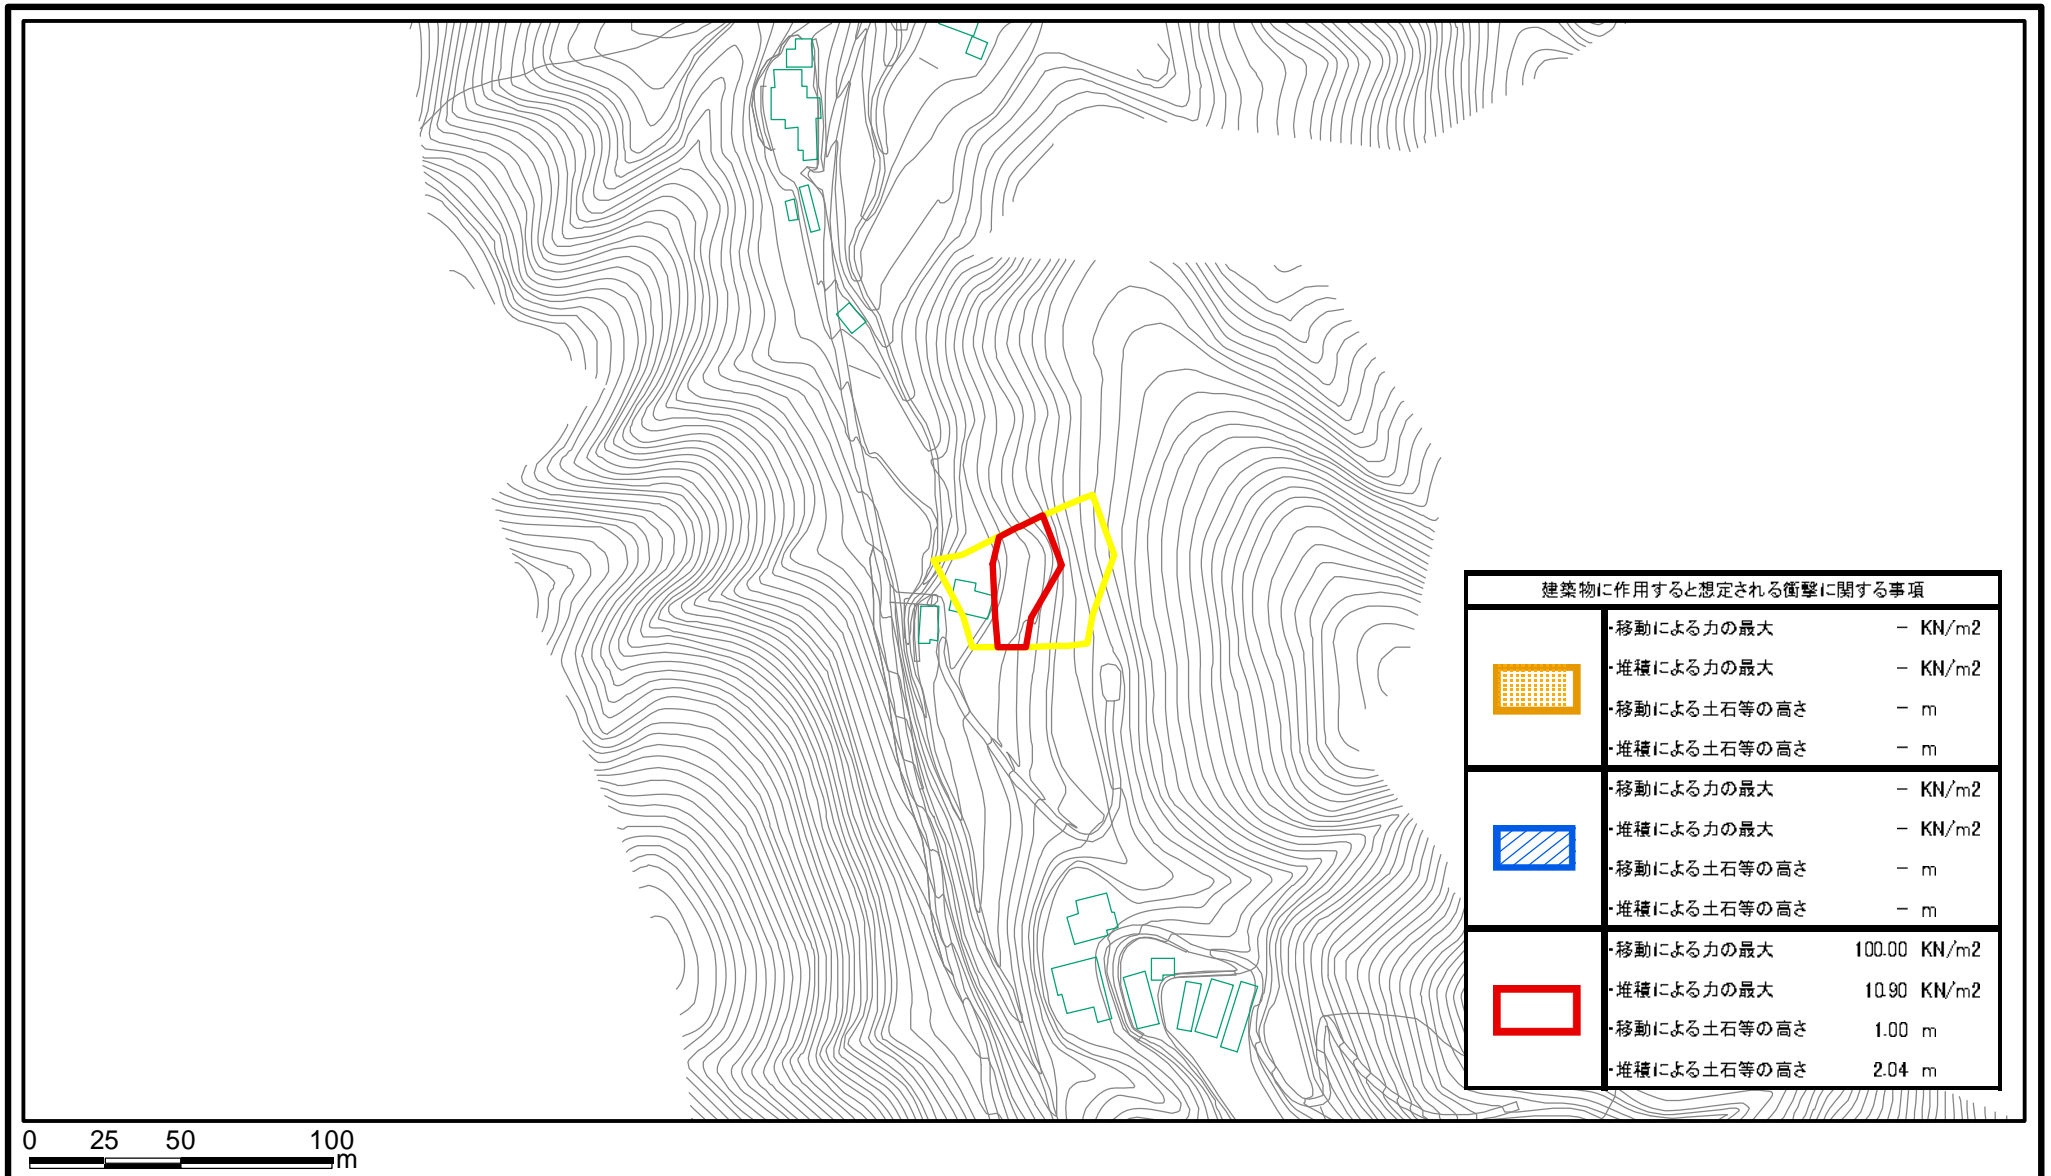 建築物に作用すると想定される衝撃に関する事項
・移動による力の最大 － KN/m2
・堆積による力の最大 － KN/m2
・移動による土石等の高さ － m
・堆積による土石等の高さ － m
・移動による力の最大 － KN/m2
・堆積による力の最大 － KN/m2
・移動による土石等の高さ － m
・堆積による土石等の高さ － m
・移動による力の最大 100.00 KN/m2
・堆積による力の最大 10.90 KN/m2
・移動による土石等の高さ 1.00 m
・堆積による土石等の高さ 2.04 m
0 25 50 100
m